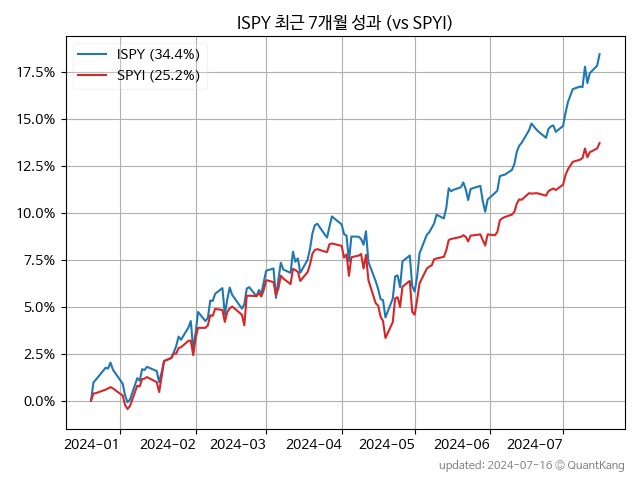 ISPY 최근 7개월 성과 (vs SPYI)
ISPY (34.4%)
SPYI (25.2%)
17.5%
15.0%
12.5%
10.0%
7.5%
5.0%
2.5%
0.0%
2024-01 2024-02 2024-03 2024-04 2024-05 2024-06 2024-07
updated: 2024-07-16 © QuantKang